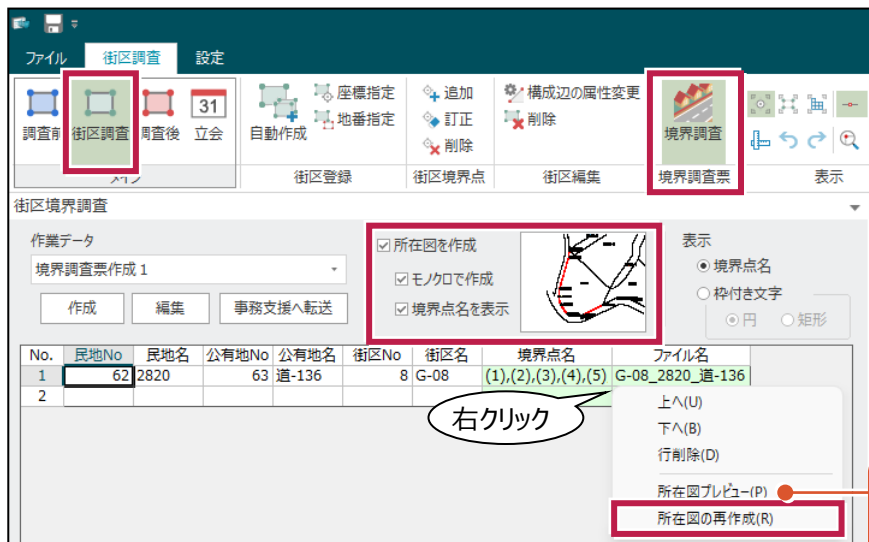 ファイル 街区調査 設定
調査前 街区調査 調査後 立会
31
自動作成
座標指定
地番指定
追加
訂正
削除
構成辺の属性変更
削除
境界調査
街区登録 街区境界点 街区編集 境界調査票 表示
街区境界調査
作業データ
境界調査票作成 1
作成 編集 事務支援へ転送
所在図を作成
モノクロで作成
境界点名を表示
表示
境界点名
枠付き文字
円 矩形
No. 民地No 民地名 公有地No 公有地名 街区No 街区名 境界点名 ファイル名
1 62 2820 63 道-136 8 G-08 (1),(2),(3),(4),(5) G-08_2820_道-136
2
右クリック
上へ(U)
下へ(B)
行削除(D)
所在図プレビュー(P)
所在図の再作成(R)